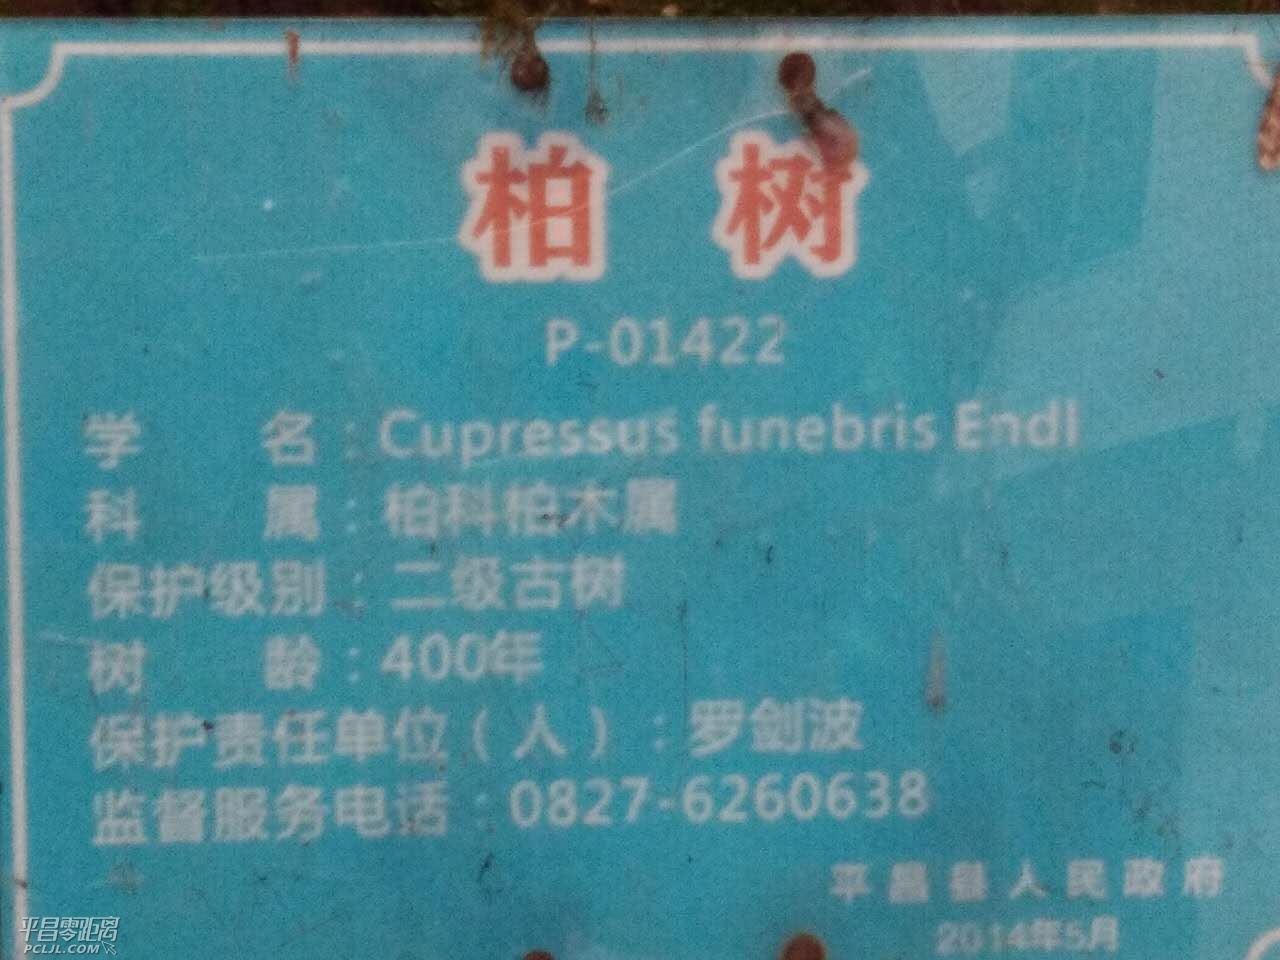 柏 树
P-01422
学 名：Cupressus funebris Endl
科 属：柏科柏木属
保护级别：二级古树
树 龄：400年
保护责任单位（人）：罗剑波
监督服务电话：0827-6260638
平昌县人民政府
2014年5月
平昌零距离
PCLJL.COM